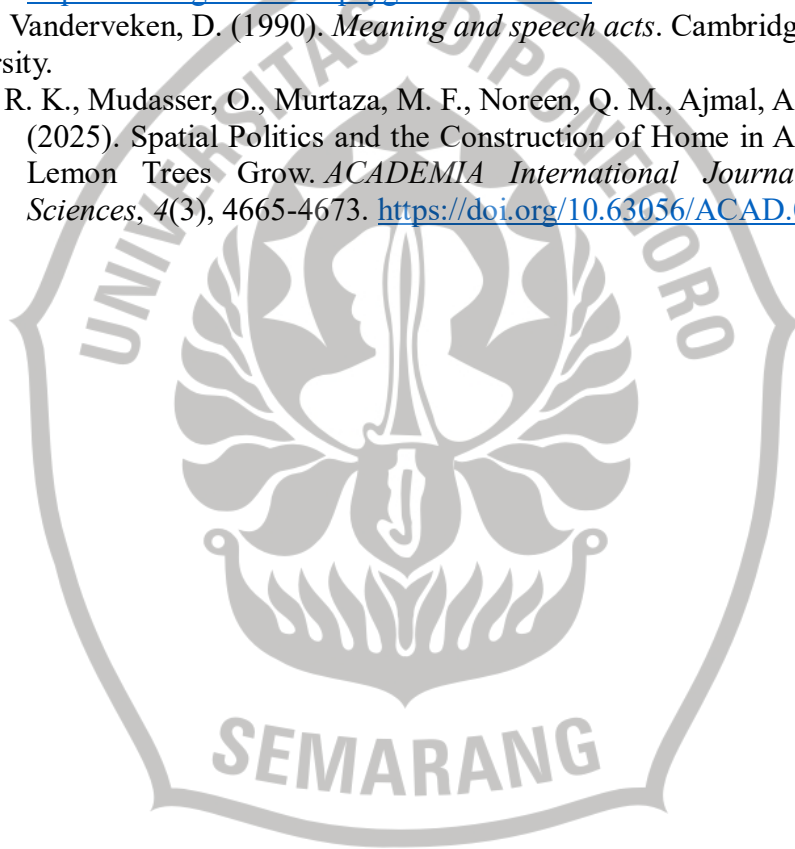 Vanderveken, D. (1990). Meaning and speech acts. Cambridg
rsity.
R. K., Mudasser, O., Murtaza, M. F., Noreen, Q. M., Ajmal, A
(2025). Spatial Politics and the Construction of Home in A
Lemon Trees Grow. ACADEMIA International Journa
Sciences, 4(3), 4665-4673. https://doi.org/10.63056/ACAD.
UNIVERSITAS DIPONEGORO
SEMARANG